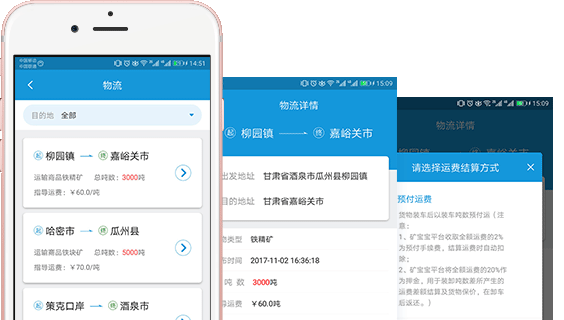 中国移动
中国联通
14:51
物流
目的地 全部
起 柳园镇 终 嘉峪关市
运输商品铁精矿 总吨数：3000吨
指导运费：￥60.0/吨
起 哈密市 终 瓜州县
运输商品铁块矿 总吨数：5000吨
指导运费：￥70.0/吨
起 策克口岸 终 酒泉市
15:09
物流详情
起 柳园镇 终 嘉峪关市
出发地址 甘肃省酒泉市瓜州县柳园镇
目的地址 甘肃省嘉峪关市
类型 铁精矿
布时间 2017-11-02 16:36:18
吨 数 3000吨
导运费 ￥60.0/吨
15:09
物流详情
请选择运费结算方式
预付运费
货物装车后以装车吨数预付运（注
意：
1、矿宝宝平台收取全额运费的2%
为预付手续费。结算运费时自动扣
除；
2、矿宝宝平台将全额运费的20%作
为押金，用于装卸吨数差所产生的
运费差额结算及货物保价，在卸车
后返还。）